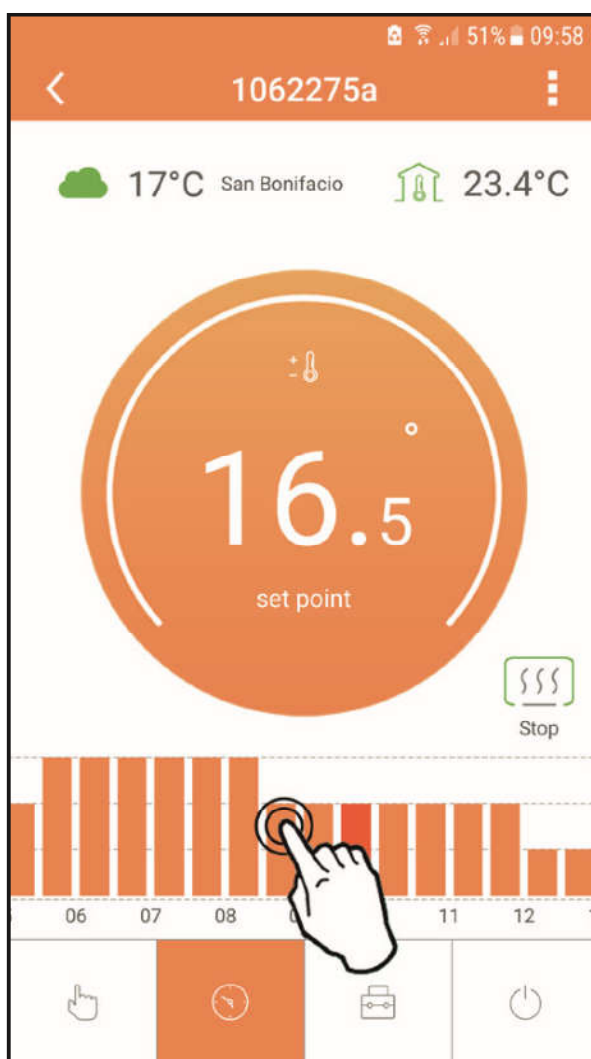 51% 09:58
1062275a
17°C San Bonifacio 23.4°C
16.5°
set point
Stop
06 07 08 11 12